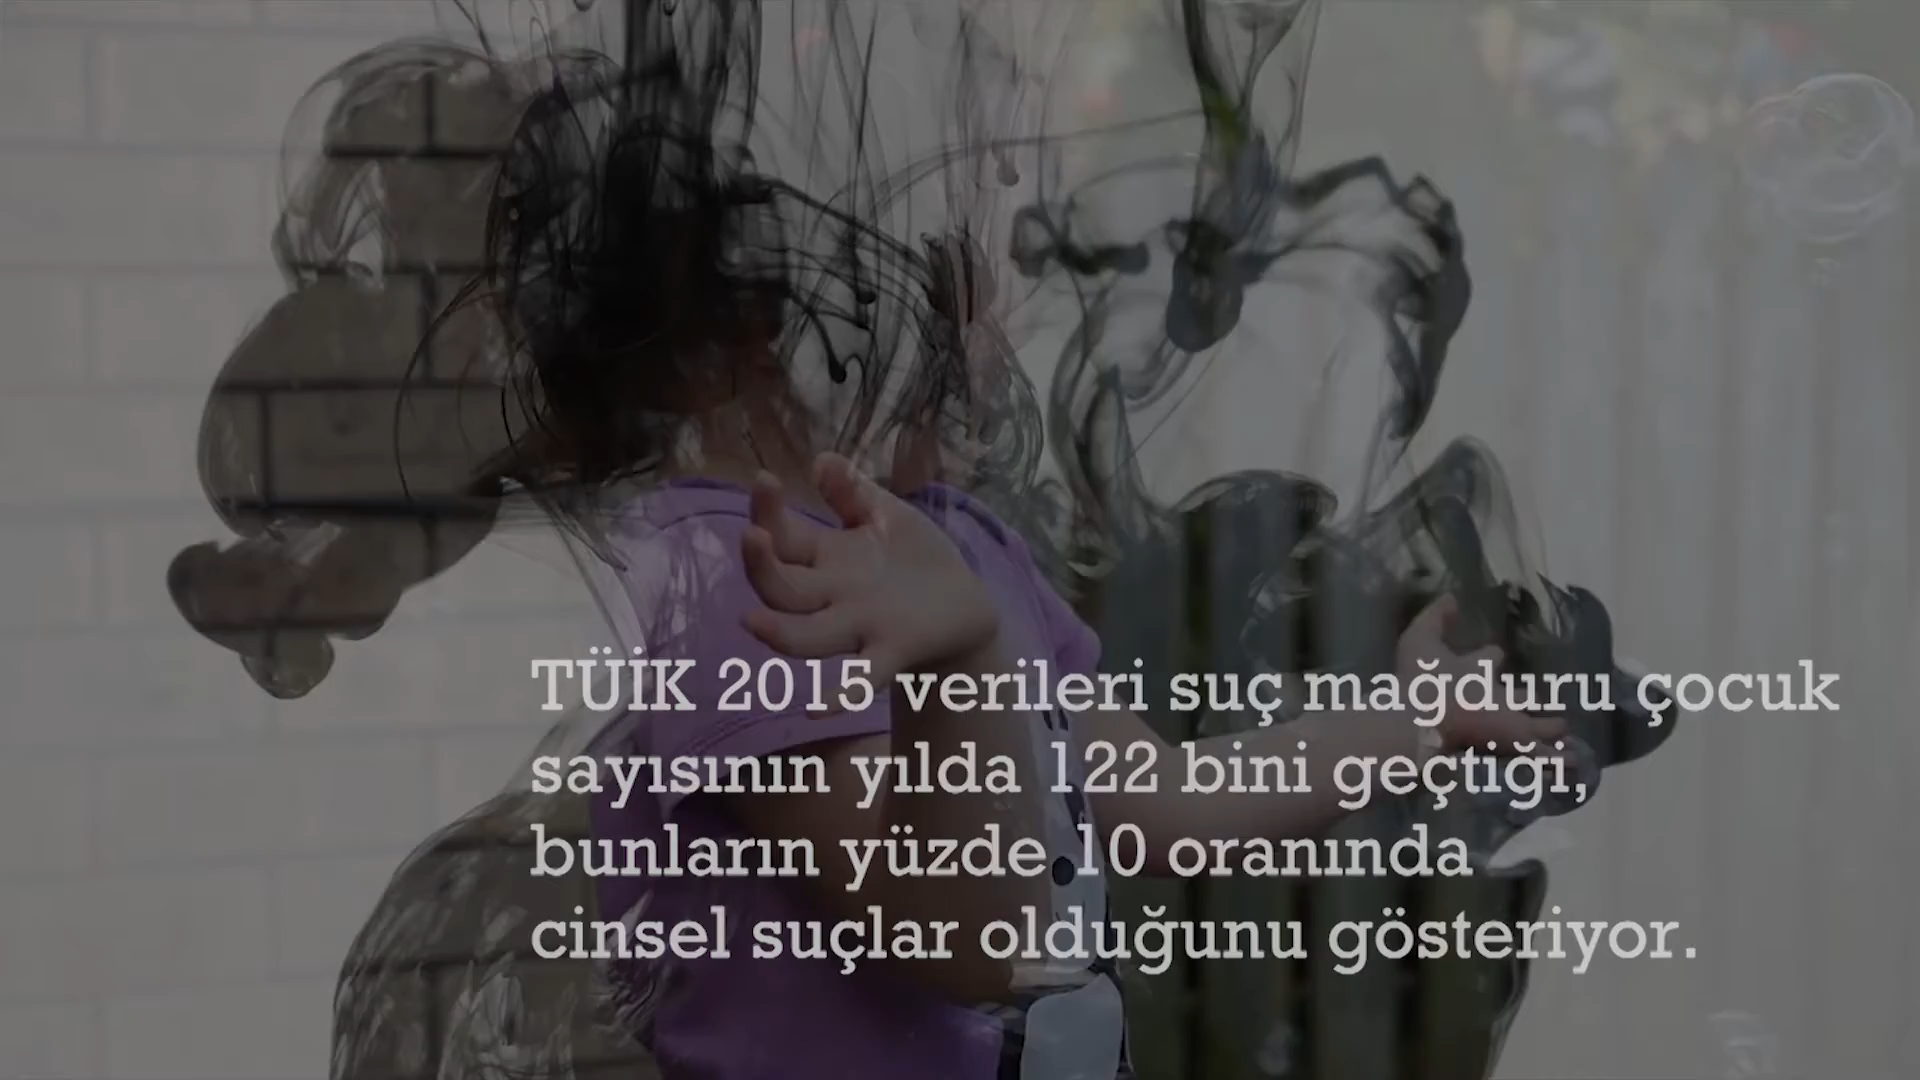 TÜİK 2015 verileri suç mağduru çocuk
sayısının yılda 122 bini geçtiği,
bunların yüzde 10 oranında
cinsel suçlar olduğunu gösteriyor.